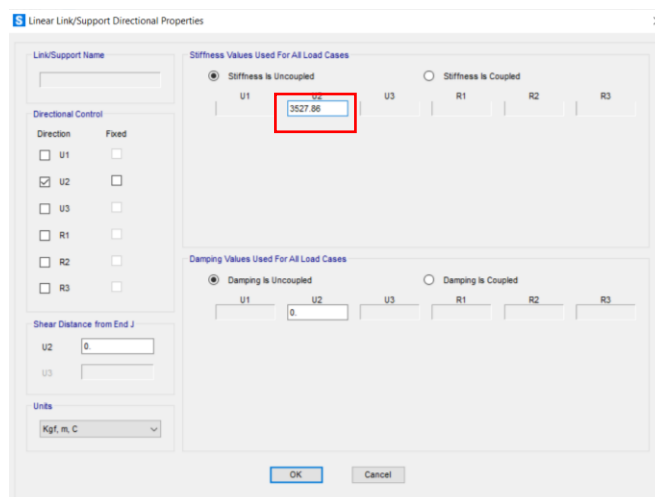 S Linear Link/Support Directional Properties
Link/Support Name
Directional Control
Direction Fixed
U1
U2
U3
R1
R2
R3
Shear Distance from End J
U2 0.
U3
Units
Kgf, m, C
Stiffness Values Used For All Load Cases
Stiffness Is Uncoupled Stiffness Is Coupled
U1 U2 U3 R1 R2 R3
3527.86
Damping Values Used For All Load Cases
Damping Is Uncoupled Damping Is Coupled
U1 U2 U3 R1 R2 R3
0.
OK Cancel